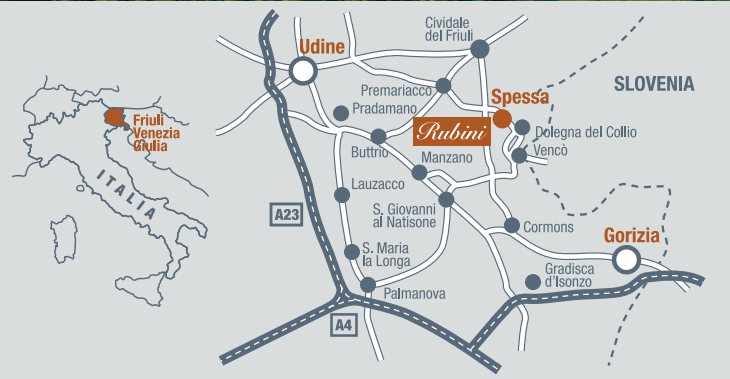 Friuli
Venezia
Giulia
ITALIA
Udine
Cividale
del Friuli
Premariacco
Pradamano
Spessa
SLOVENIA
Rubini
Dolegna del Collio
Buttrio
Manzano
Vencò
Lauzacco
A23
S. Giovanni
al Natisone
Cormons
Gorizia
S. Maria
la Longa
Gradisca
d'Isonzo
Palmanova
A4